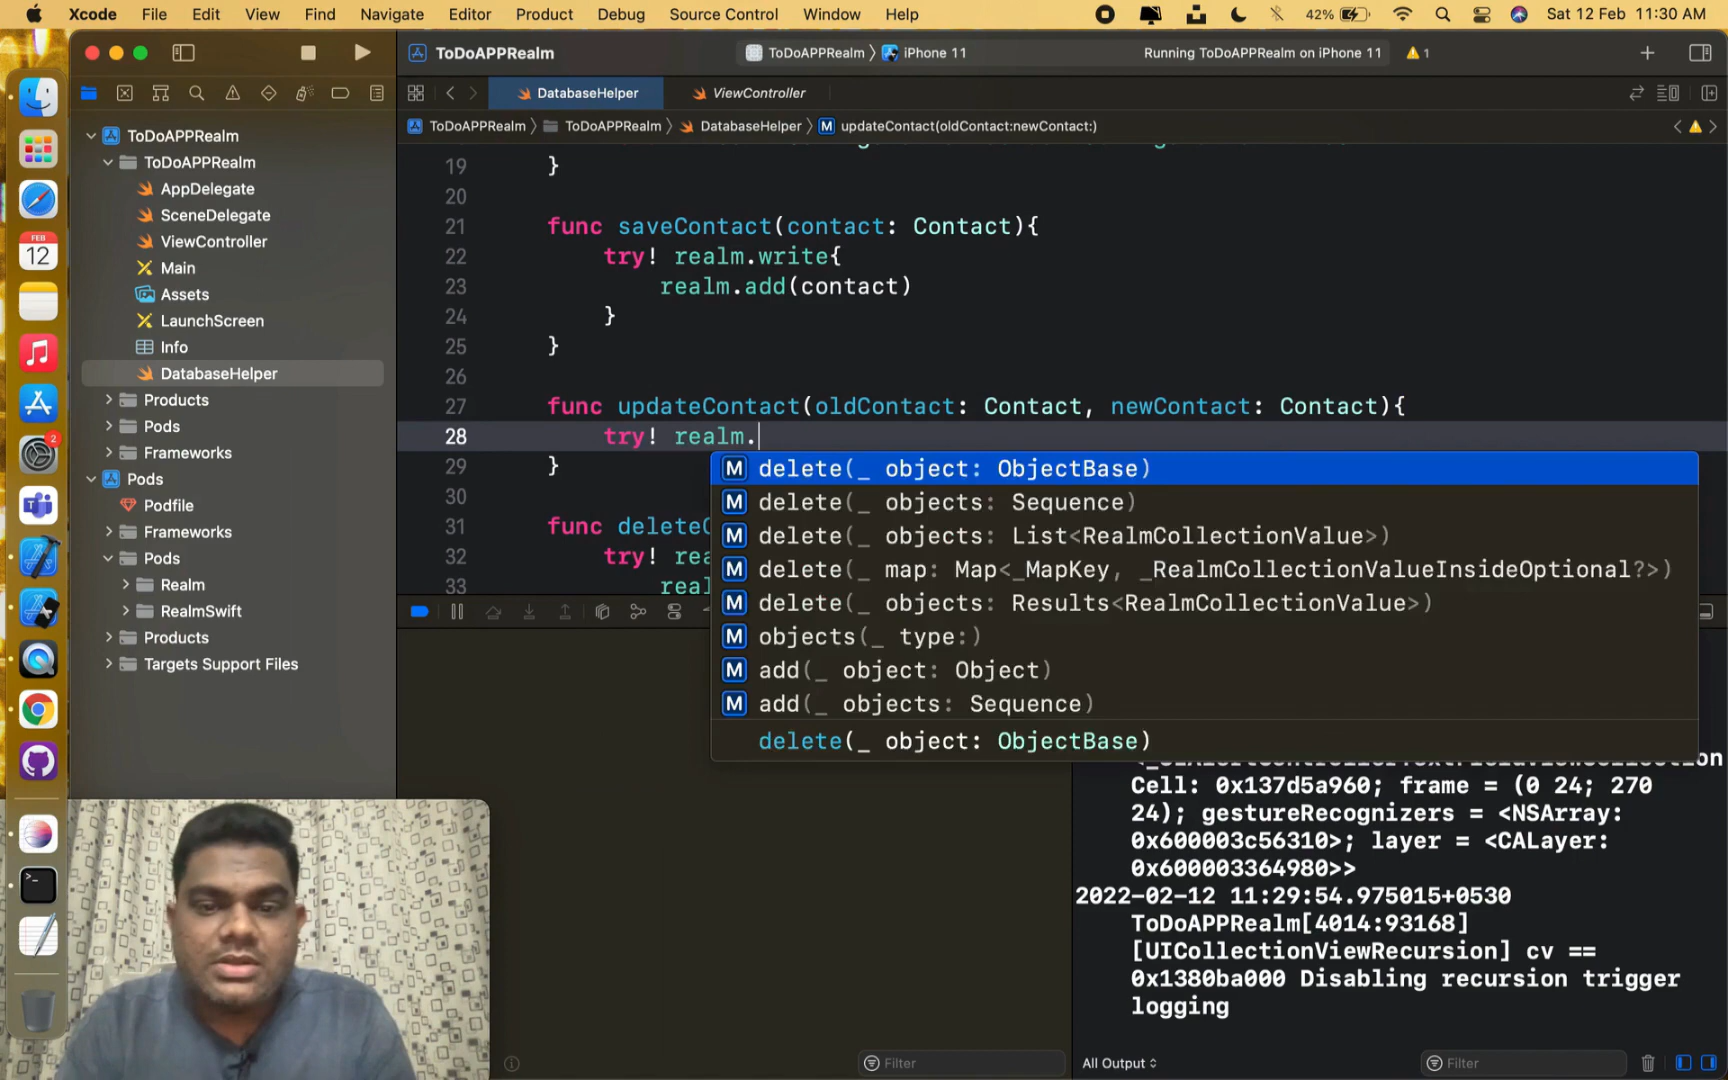 Xcode File Edit View Find Navigate Editor Product Debug Source Control Window Help 42% Sat 12 Feb 11:30 AM
ToDoAPPRealm ToDoAPPRealm iPhone 11 Running ToDoAPPRealm on iPhone 11 1
DatabaseHelper ViewController
ToDoAPPRealm ToDoAPPRealm DatabaseHelper M updateContact(oldContact:newContact:)
FEB
12
2
ToDoAPPRealm
ToDoAPPRealm
AppDelegate
SceneDelegate
ViewController
Main
Assets
LaunchScreen
Info
DatabaseHelper
Products
Pods
Frameworks
Pods
Podfile
Frameworks
Pods
Realm
RealmSwift
Products
Targets Support Files
19 }
20
21 func saveContact(contact: Contact){
22 try! realm.write{
23 realm.add(contact)
24 }
25 }
26
27 func updateContact(oldContact: Contact, newContact: Contact){
28 try! realm.
29 }
30
31 func deleteC
32 try! rea
33 real
M delete(_ object: ObjectBase)
M delete(_ objects: Sequence)
M delete(_ objects: List<RealmCollectionValue>)
M delete(_ map: Map<_MapKey, _RealmCollectionValueInsideOptional?>)
M delete(_ objects: Results<RealmCollectionValue>)
M objects(_ type:)
M add(_ object: Object)
M add(_ objects: Sequence)
delete(_ object: ObjectBase)
Cell: 0x137d5a960; frame = (0 24; 270
24); gestureRecognizers = <NSArray:
0x600003c56310>; layer = <CALayer:
0x600003364980>>
2022-02-12 11:29:54.975015+0530
ToDoAPPRealm[4014:93168]
[UICollectionViewRecursion] cv ==
0x1380ba000 Disabling recursion trigger
logging
Filter All Output Filter